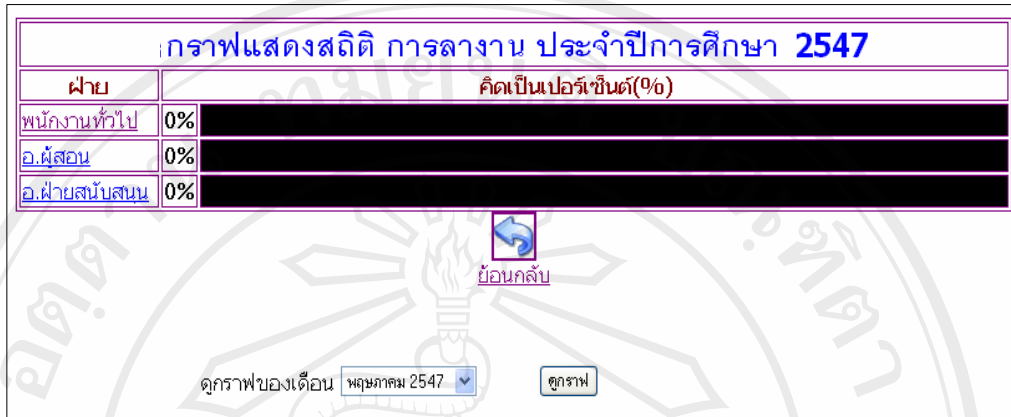 กราฟแสดงสถิติ การลางาน ประจำปีการศึกษา 2547
ฝ่าย คิดเป็นเปอร์เซ็นต์(%)
พนักงานทั่วไป 0%
อ.ผู้สอน 0%
อ.ฝ่ายสนับสนุน 0%
ย้อนกลับ
ดูกราฟของเดือน พฤษภาคม 2547 ดูกราฟ